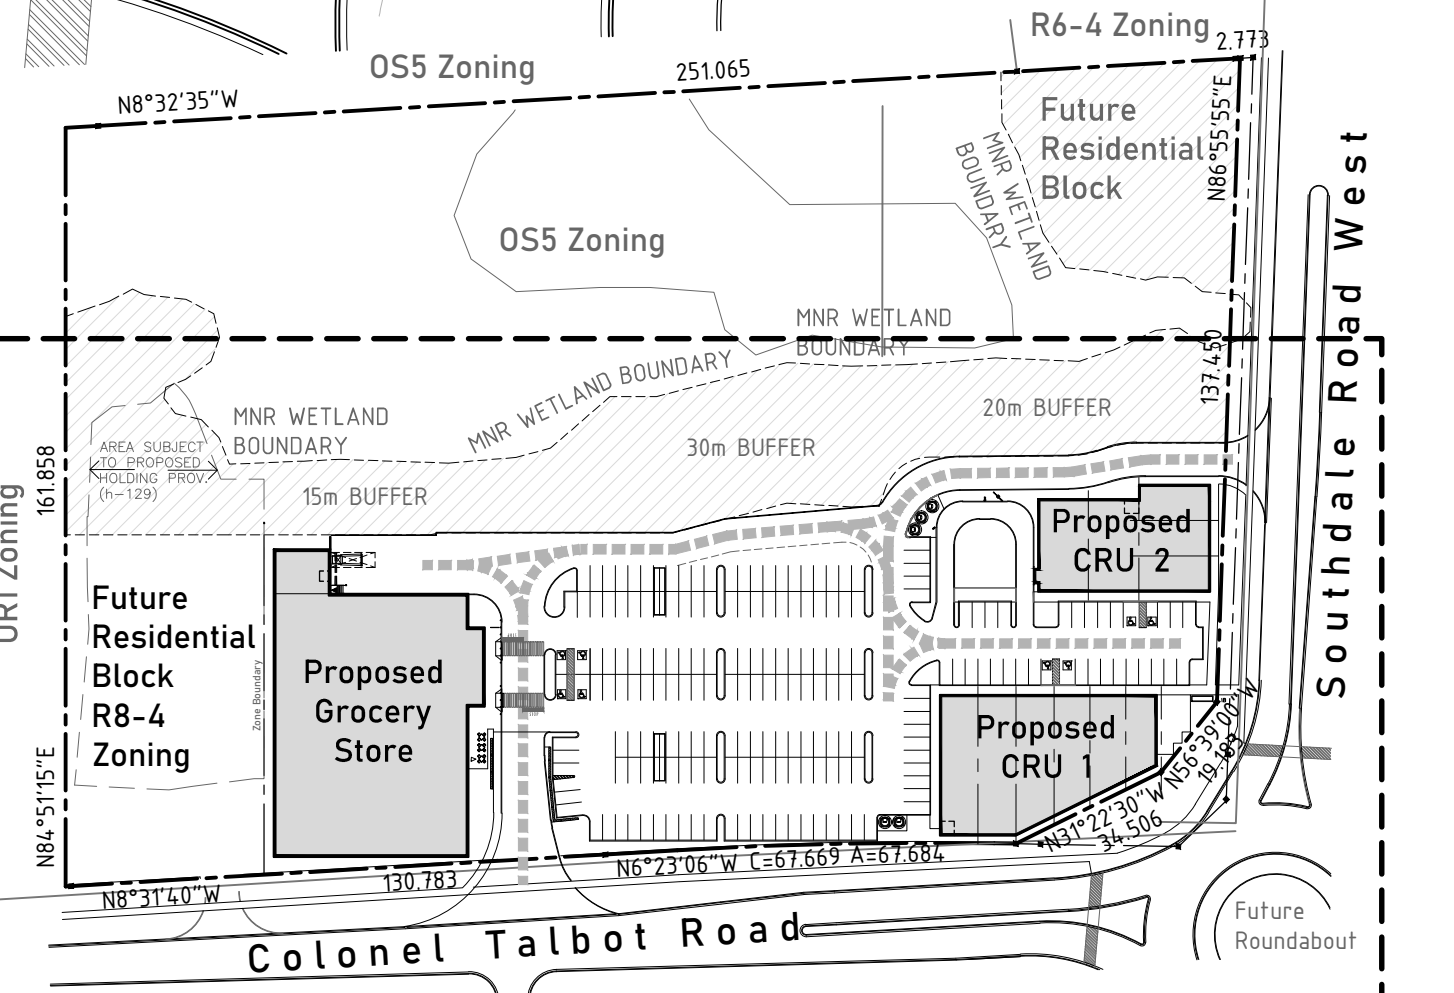 R6-4 Zoning
2.773
OS5 Zoning
251.065
N8°32'35"W
Future
Residential
Block
N86°55'55"E
MNR WETLAND
BOUNDARY
OS5 Zoning
MNR WETLAND
BOUNDARY
MNR WETLAND BOUNDARY
137.450
Southdale Road West
20m BUFFER
MNR WETLAND
BOUNDARY
30m BUFFER
AREA SUBJECT
TO PROPOSED
HOLDING PROV.
(h-129)
15m BUFFER
161.858
UR1 Zoning
Proposed
CRU 2
Future
Residential
Block
R8-4
Zoning
Zone Boundary
Proposed
Grocery
Store
Proposed
CRU 1
N56°39'00"W
19.183
N31°22'30"W
34.506
N84°51'15"E
N6°23'06"W C=67.669 A=67.684
130.783
N8°31'40"W
Colonel Talbot Road
Future
Roundabout